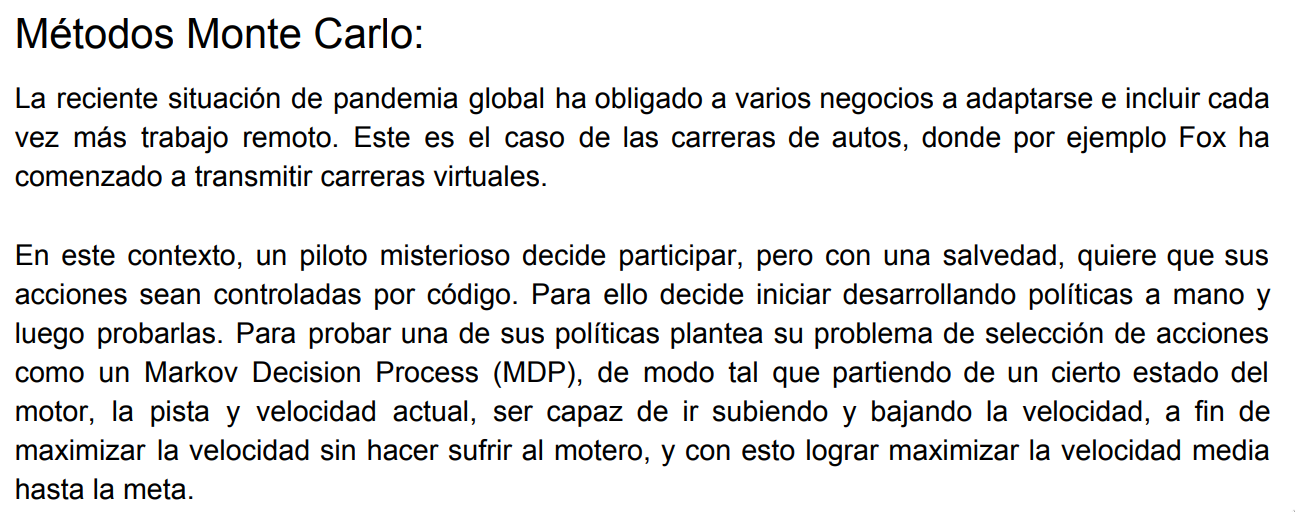 Métodos Monte Carlo:
La reciente situación de pandemia global ha obligado a varios negocios a adaptarse e incluir cada
vez más trabajo remoto. Este es el caso de las carreras de autos, donde por ejemplo Fox ha
comenzado a transmitir carreras virtuales.
En este contexto, un piloto misterioso decide participar, pero con una salvedad, quiere que sus
acciones sean controladas por código. Para ello decide iniciar desarrollando políticas a mano y
luego probarlas. Para probar una de sus políticas plantea su problema de selección de acciones
como un Markov Decision Process (MDP), de modo tal que partiendo de un cierto estado del
motor, la pista y velocidad actual, ser capaz de ir subiendo y bajando la velocidad, a fin de
maximizar la velocidad sin hacer sufrir al motero, y con esto lograr maximizar la velocidad media
hasta la meta.